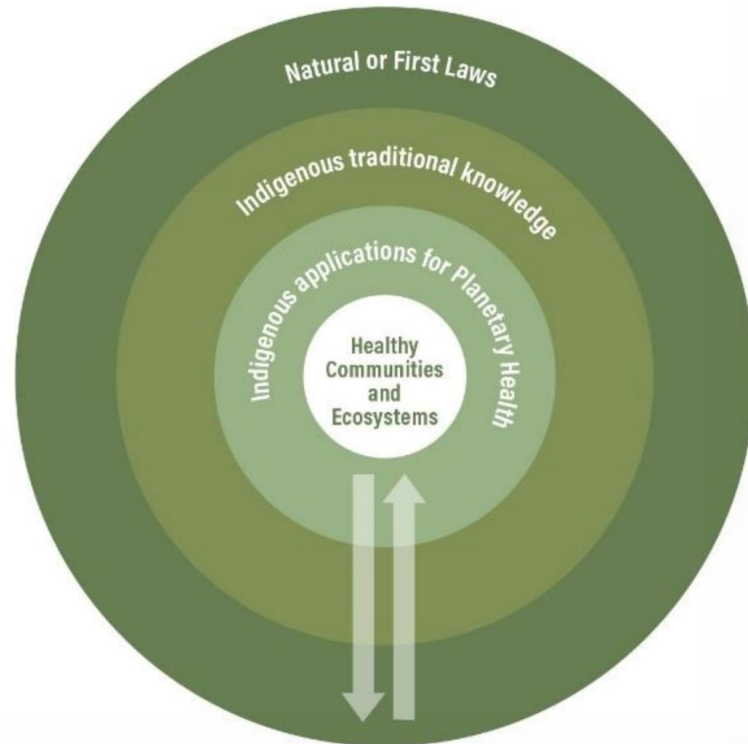 Natural or First Laws
Indigenous traditional knowledge
Indigenous applications for Planetary Health
Healthy
Communities
and
Ecosystems